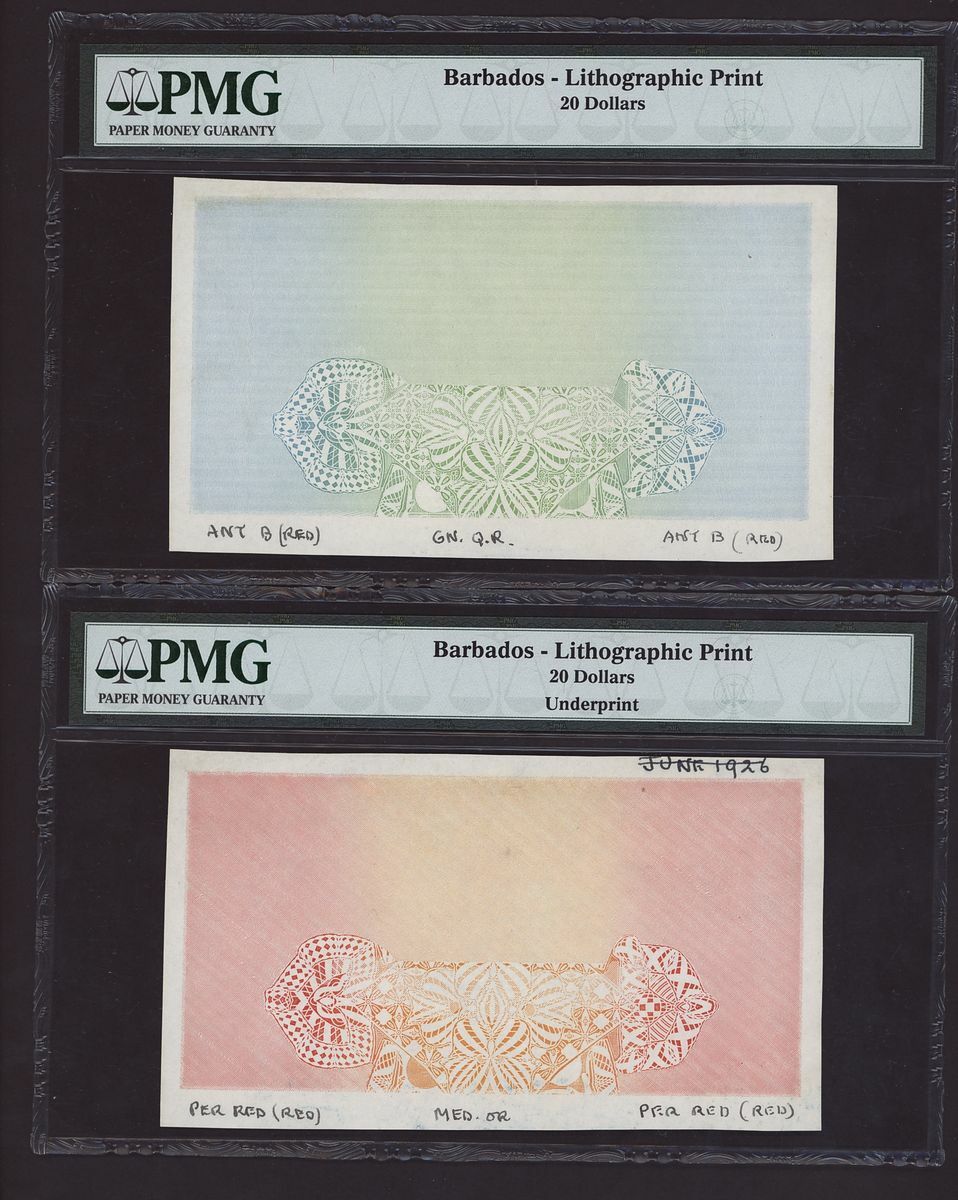 PMG
PAPER MONEY GUARANTY
Barbados - Lithographic Print
20 Dollars
ANT B (RED) GN. Q.R. ANT B (RED)
PMG
PAPER MONEY GUARANTY
Barbados - Lithographic Print
20 Dollars
Underprint
JUNE 1926
PER RED (RED) MED. OR PER RED (RED)